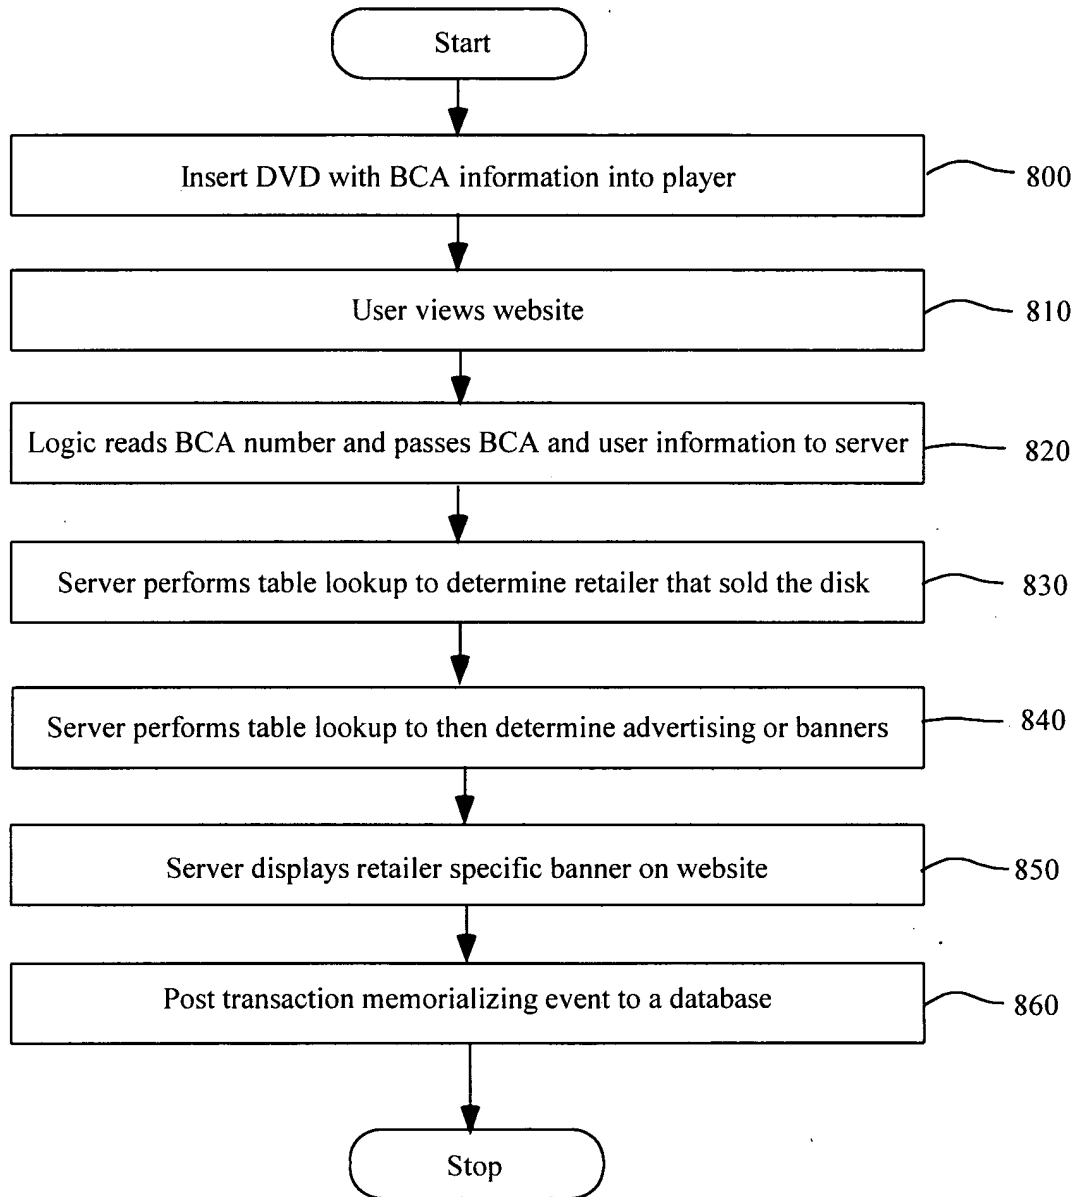 Start
Insert DVD with BCA information into player
800
User views website
810
Logic reads BCA number and passes BCA and user information to server
820
Server performs table lookup to determine retailer that sold the disk
830
Server performs table lookup to then determine advertising or banners
840
Server displays retailer specific banner on website
850
Post transaction memorializing event to a database
860
Stop